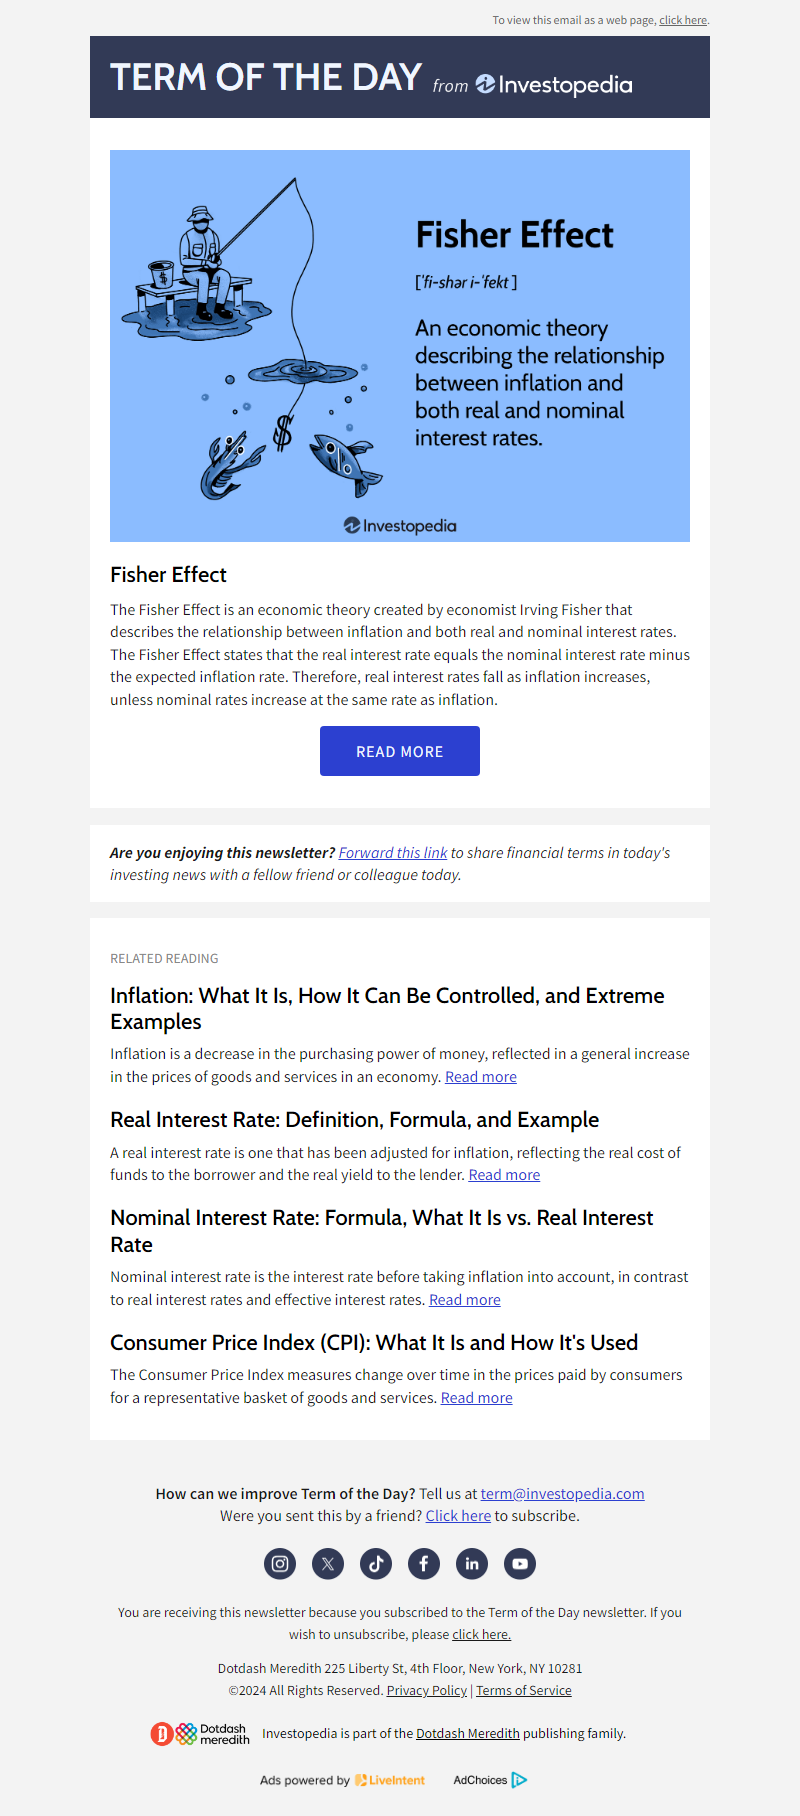 To view this email as a web page, click here.
TERM OF THE DAY from Investopedia
Fisher Effect
['fi-shər i-'fekt ]
An economic theory
describing the relationship
between inflation and
both real and nominal
interest rates.
$
$
%
Investopedia
Fisher Effect
The Fisher Effect is an economic theory created by economist Irving Fisher that
describes the relationship between inflation and both real and nominal interest rates.
The Fisher Effect states that the real interest rate equals the nominal interest rate minus
the expected inflation rate. Therefore, real interest rates fall as inflation increases,
unless nominal rates increase at the same rate as inflation.
READ MORE
Are you enjoying this newsletter? Forward this link to share financial terms in today's
investing news with a fellow friend or colleague today.
RELATED READING
Inflation: What It Is, How It Can Be Controlled, and Extreme
Examples
Inflation is a decrease in the purchasing power of money, reflected in a general increase
in the prices of goods and services in an economy. Read more
Real Interest Rate: Definition, Formula, and Example
A real interest rate is one that has been adjusted for inflation, reflecting the real cost of
funds to the borrower and the real yield to the lender. Read more
Nominal Interest Rate: Formula, What It Is vs. Real Interest
Rate
Nominal interest rate is the interest rate before taking inflation into account, in contrast
to real interest rates and effective interest rates. Read more
Consumer Price Index (CPI): What It Is and How It's Used
The Consumer Price Index measures change over time in the prices paid by consumers
for a representative basket of goods and services. Read more
How can we improve Term of the Day? Tell us at term@investopedia.com
Were you sent this by a friend? Click here to subscribe.
You are receiving this newsletter because you subscribed to the Term of the Day newsletter. If you
wish to unsubscribe, please click here.
Dotdash Meredith 225 Liberty St, 4th Floor, New York, NY 10281
©2024 All Rights Reserved. Privacy Policy | Terms of Service
Dotdash
meredith
Investopedia is part of the Dotdash Meredith publishing family.
Ads powered by LiveIntent AdChoices